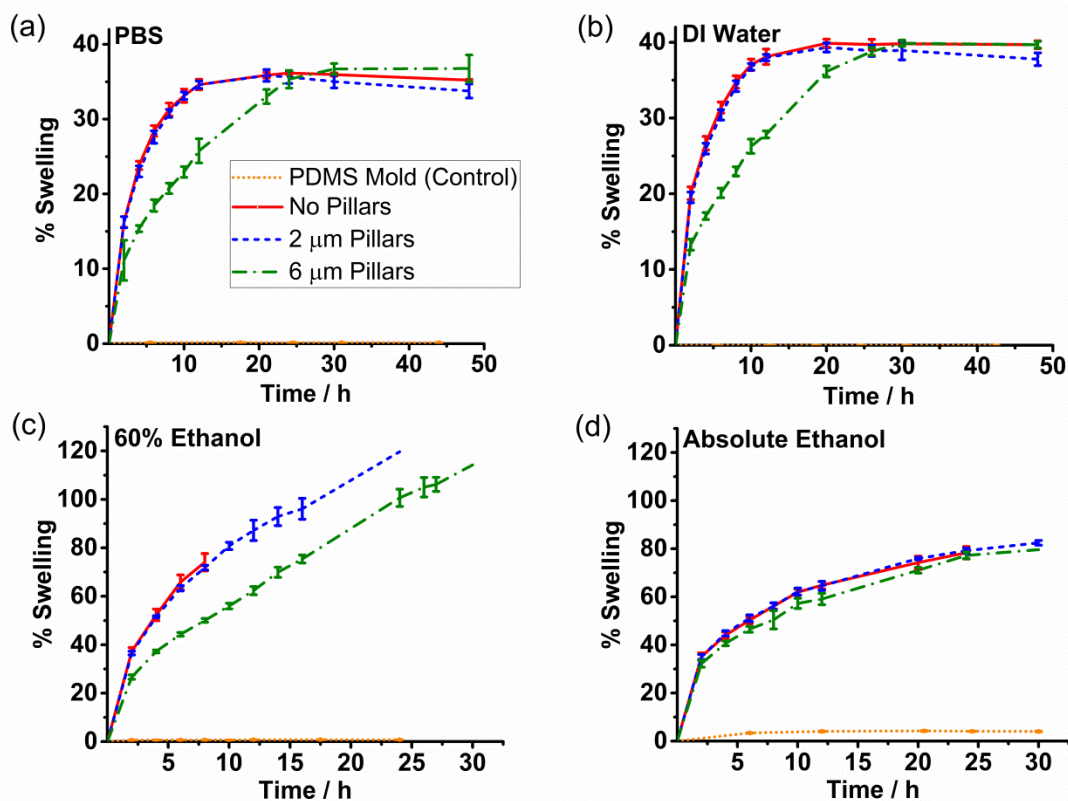 (a) PBS
% Swelling
40
30
20
10
0
0 10 20 30 40 50
Time / h
PDMS Mold (Control)
No Pillars
2 μm Pillars
6 μm Pillars
(b) DI Water
% Swelling
40
30
20
10
0
0 10 20 30 40 50
Time / h
(c) 60% Ethanol
% Swelling
120
100
80
60
40
20
0
5 10 15 20 25 30
Time / h
(d) Absolute Ethanol
% Swelling
120
100
80
60
40
20
0
5 10 15 20 25 30
Time / h